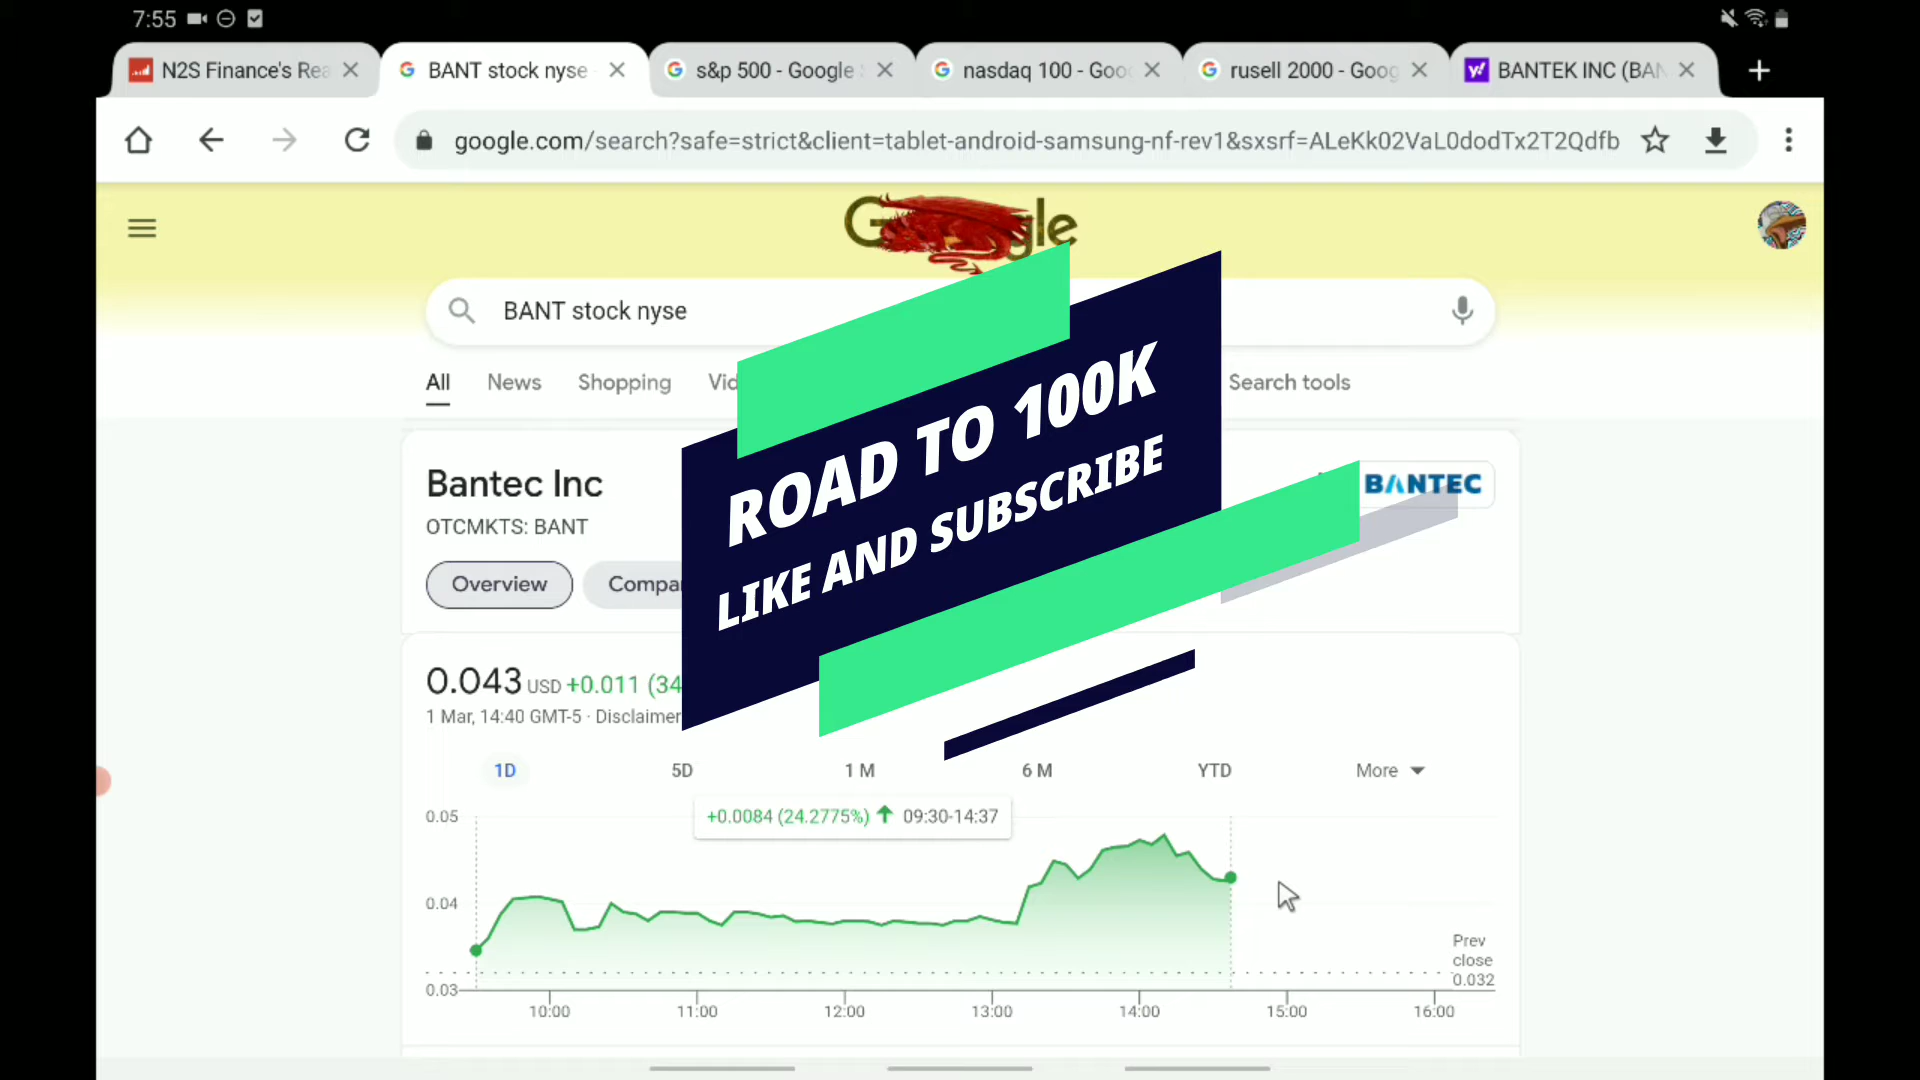 7:55
N2S Finance's Rea
BANT stock nyse
s&p 500 - Google
nasdaq 100 - Goo
rusell 2000 - Goog
BANTEK INC (BAN
google.com/search?safe=strict&client=tablet-android-samsung-nf-rev1&sxsrf=ALeKk02VaL0dodTx2T2Qdfb
Google
BANT stock nyse
All
News
Shopping
Vid
Search tools
ROAD TO 100K
LIKE AND SUBSCRIBE
Bantec Inc
OTCMKTS: BANT
BANTEC
Overview
Compa
0.043 USD +0.011 (34
1 Mar, 14:40 GMT-5 · Disclaimer
1D
5D
1 M
6 M
YTD
More
+0.0084 (24.2775%) ↑ 09:30-14:37
0.05
0.04
0.03
Prev
close
0.032
10:00
11:00
12:00
13:00
14:00
15:00
16:00